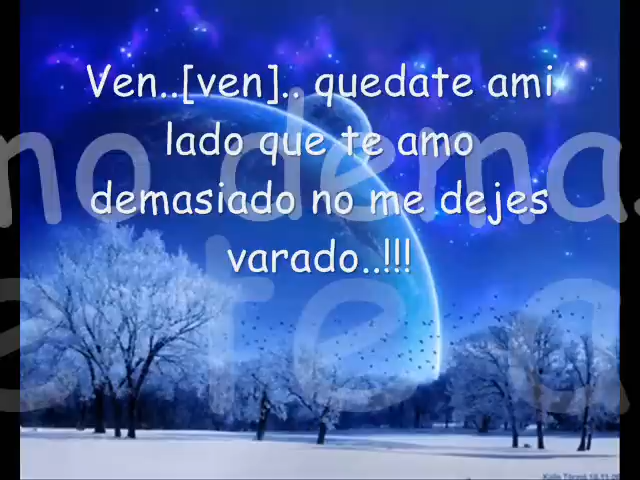 Ven..[ven].. quedate ami
lado que te amo
demasiado no me dejes
varado..!!!